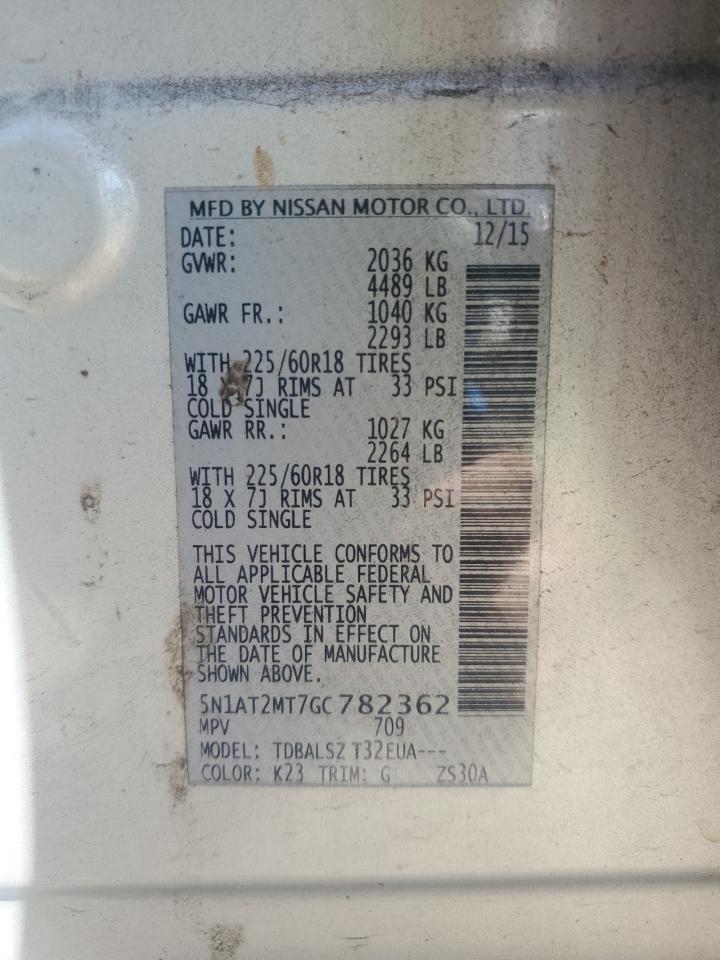 MFD BY NISSAN MOTOR CO., LTD.
DATE: 12/15
GVWR: 2036 KG
4489 LB
GAWR FR.: 1040 KG
2293 LB
WITH 225/60R18 TIRES
18 X 7J RIMS AT 33 PSI
COLD SINGLE
GAWR RR.: 1027 KG
2264 LB
WITH 225/60R18 TIRES
18 X 7J RIMS AT 33 PSI
COLD SINGLE
THIS VEHICLE CONFORMS TO
ALL APPLICABLE FEDERAL
MOTOR VEHICLE SAFETY AND
THEFT PREVENTION
STANDARDS IN EFFECT ON
THE DATE OF MANUFACTURE
SHOWN ABOVE.
5N1AT2MT7GC782362
MPV 709
MODEL: TDBALSZ T32EUA---
COLOR: K23 TRIM: G ZS30A